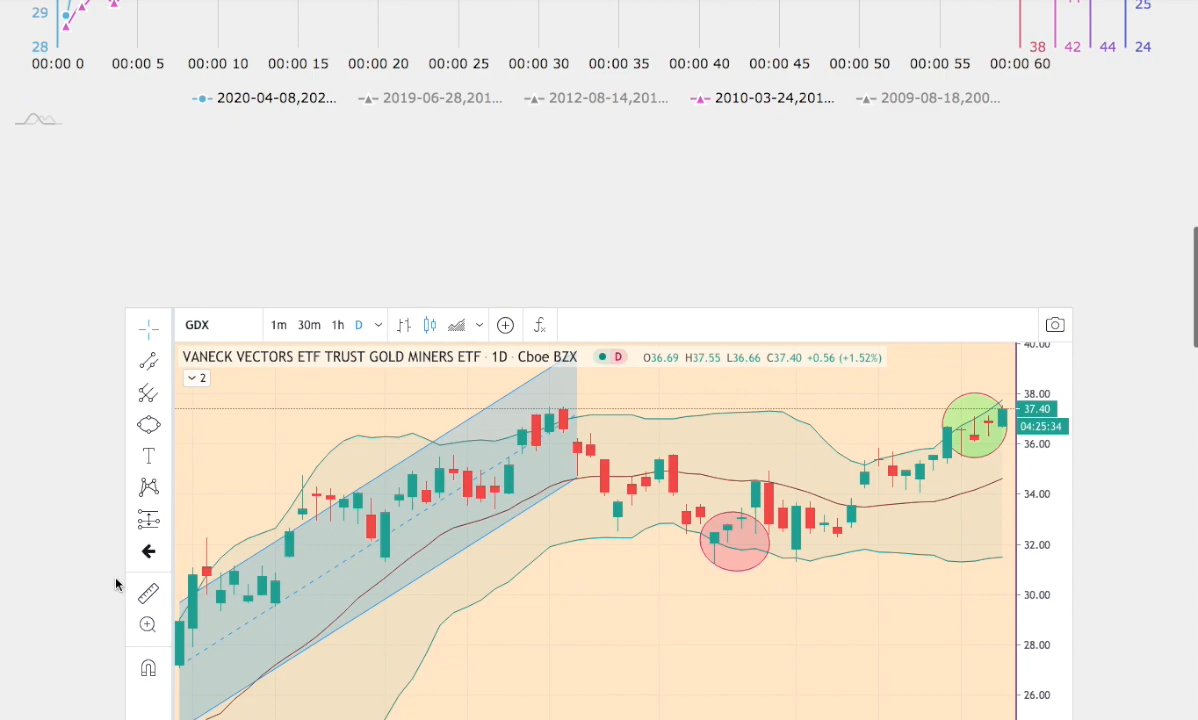 29
25
28
38 42 44 24
00:00 0 00:00 5 00:00 10 00:00 15 00:00 20 00:00 25 00:00 30 00:00 35 00:00 40 00:00 45 00:00 50 00:00 55 00:00 60
2020-04-08,202... 2019-06-28,201... 2012-08-14,201... 2010-03-24,201... 2009-08-18,200...
GDX 1m 30m 1h D
VANECK VECTORS ETF TRUST GOLD MINERS ETF · 1D · Cboe BZX D O36.69 H37.55 L36.66 C37.40 +0.56 (+1.52%)
2
40.00
38.00
37.40
04:25:34
36.00
34.00
32.00
30.00
28.00
26.00